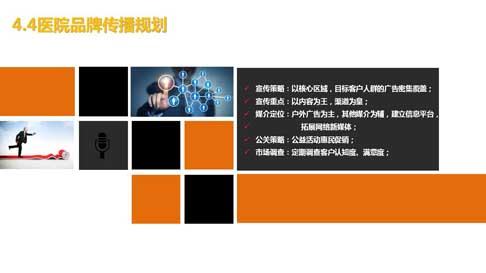 4.4医院品牌传播规划
宣传策略：以核心区域，目标客户人群的广告密集覆盖；
宣传重点：以内容为王，渠道为皇；
媒介定位：户外广告为主，其他媒介为辅，建立信息平台，
拓展网络新媒体；
公关策略：公益活动惠民促销；
市场调查：定期调查客户认知度、满意度；